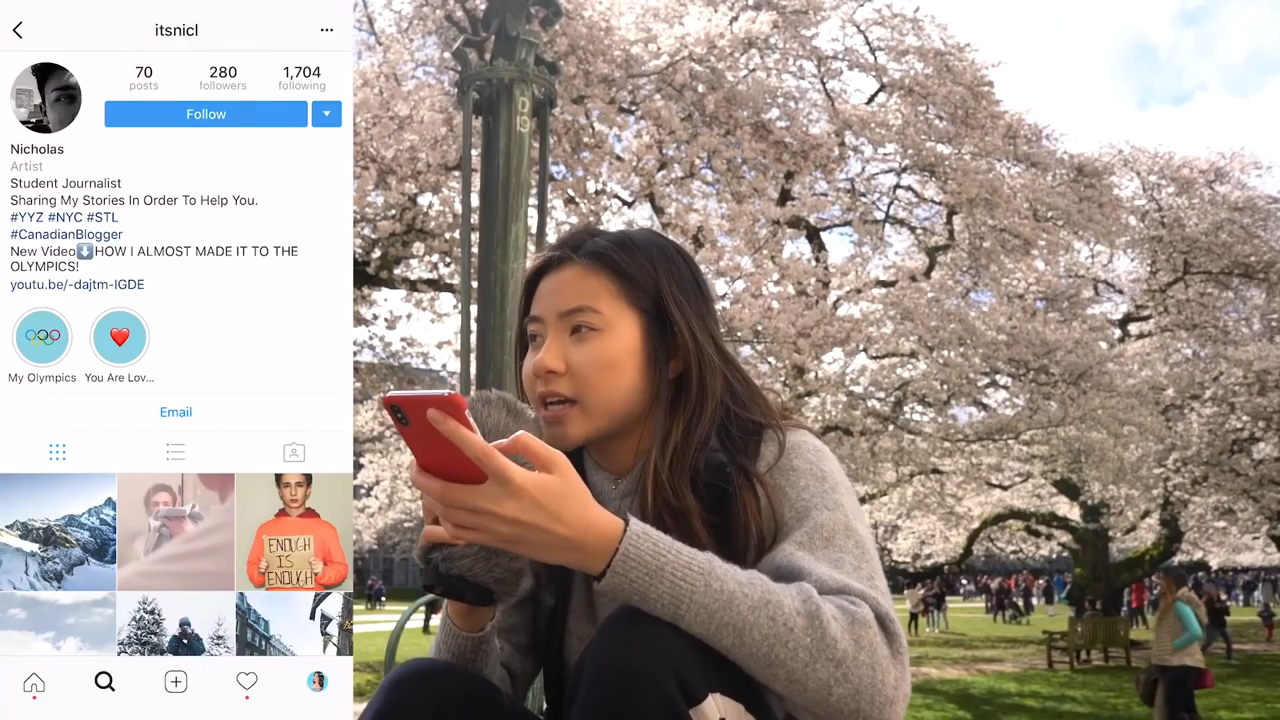 itsnicl
70 280 1,704
posts followers following
Follow
Nicholas
Artist
Student Journalist
Sharing My Stories In Order To Help You.
#YYZ #NYC #STL
#CanadianBlogger
New Video⬇️HOW I ALMOST MADE IT TO THE
OLYMPICS!
youtu.be/-dajtm-IGDE
My Olympics You Are Lov...
Email
ENOUGH
IS
ENOUGH
D
19